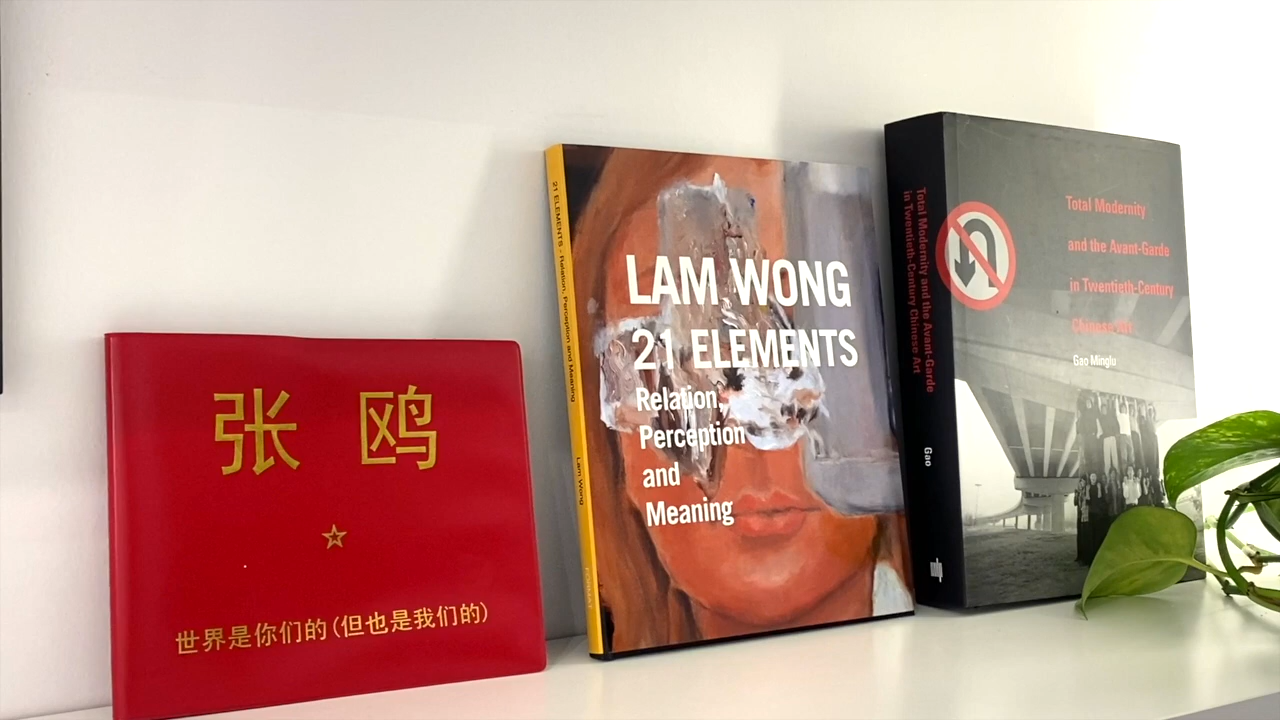 张 鸥
世界是你们的(但也是我们的)
21 ELEMENTS - Relation, Perception and Meaning
Lam Wong
LAM WONG
21 ELEMENTS
Relation,
Perception
and
Meaning
Total Modernity and the Avant-Garde
in Twentieth-Century Chinese Art
Gao
Total Modernity
and the Avant-Garde
in Twentieth-Century
Chinese Art
Gao Minglu